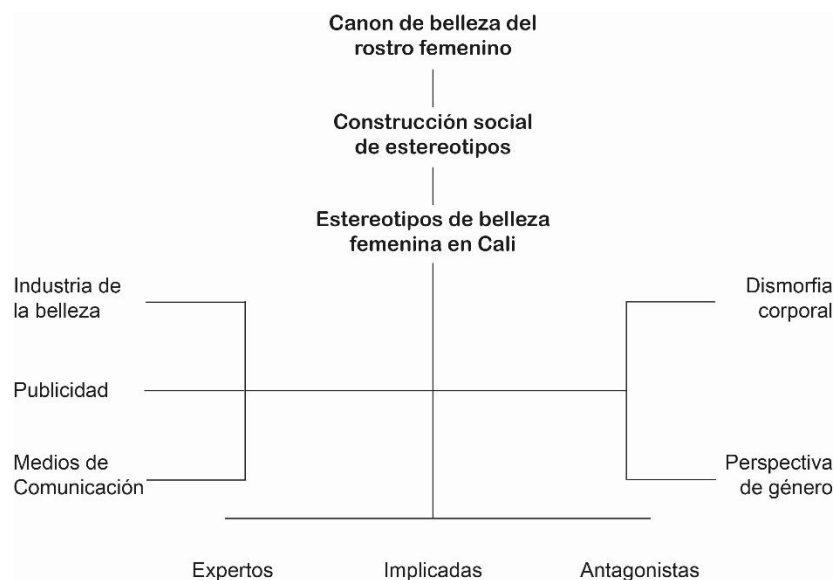 Canon de belleza del
rostro femenino
Construcción social
de estereotipos
Estereotipos de belleza
femenina en Cali
Industria de
la belleza
Dismorfia
corporal
Publicidad
Medios de
Comunicación
Perspectiva
de género
Expertos
Implicadas
Antagonistas